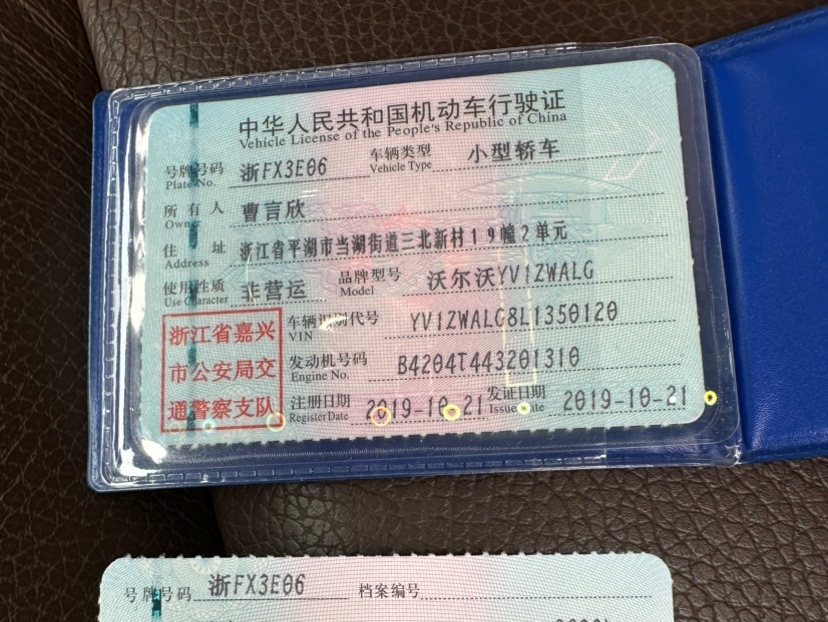 中华人民共和国机动车行驶证
Vehicle License of the People's Republic of China
号牌号码 浙FX3E06 车辆类型 小型轿车
Plate No. Vehicle Type
所有人 曹言欣
Owner
住址 浙江省平湖市当湖街道三北新村19幢2单元
Address
使用性质 非营运 品牌型号 沃尔沃YV1ZWALG
Use Character Model
浙江省嘉兴
市公安局交
通警察支队
车辆识别代号 YV1ZWALG8L1350120
VIN
发动机号码 B4204T443201310
Engine No.
注册日期 2019-10-21 发证日期 2019-10-21
Register Date Issue Date
号牌号码 浙FX3E06 档案编号